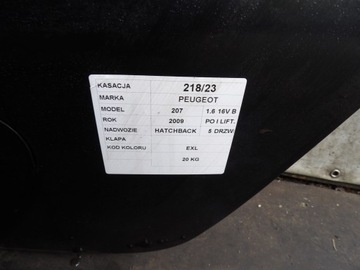 KASACJA 218/23
MARKA PEUGEOT
MODEL 207 1.6 16V B
ROK 2009 PO I LIFT.
NADWOZIE HATCHBACK 5 DRZW
KLAPA
KOD KOLORU EXL
20 KG